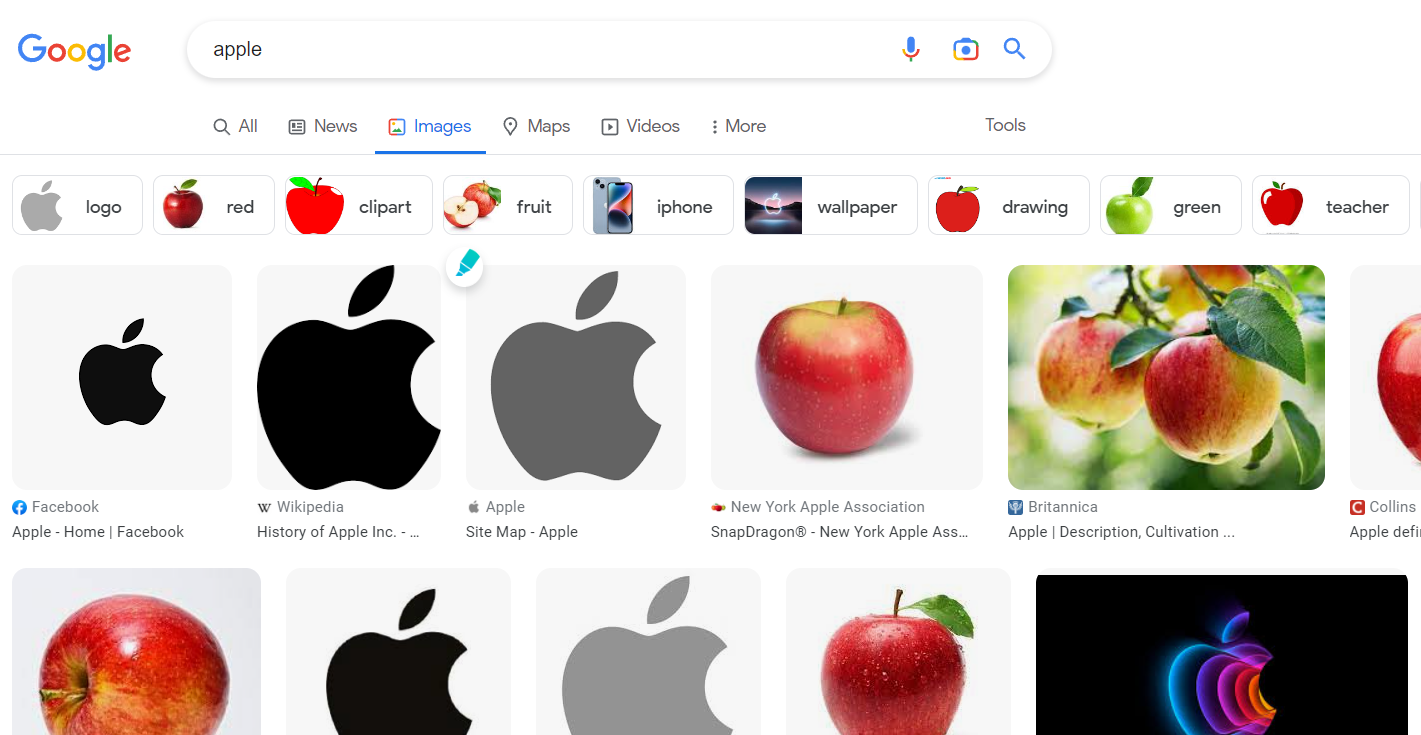 Google
apple
All
News
Images
Maps
Videos
More
Tools
logo
red
clipart
fruit
iphone
wallpaper
drawing
green
teacher
Facebook
Apple - Home | Facebook
W Wikipedia
History of Apple Inc. - ...
Apple
Site Map - Apple
New York Apple Association
SnapDragon® - New York Apple Ass...
Britannica
Apple | Description, Cultivation ...
C Collins
Apple defi